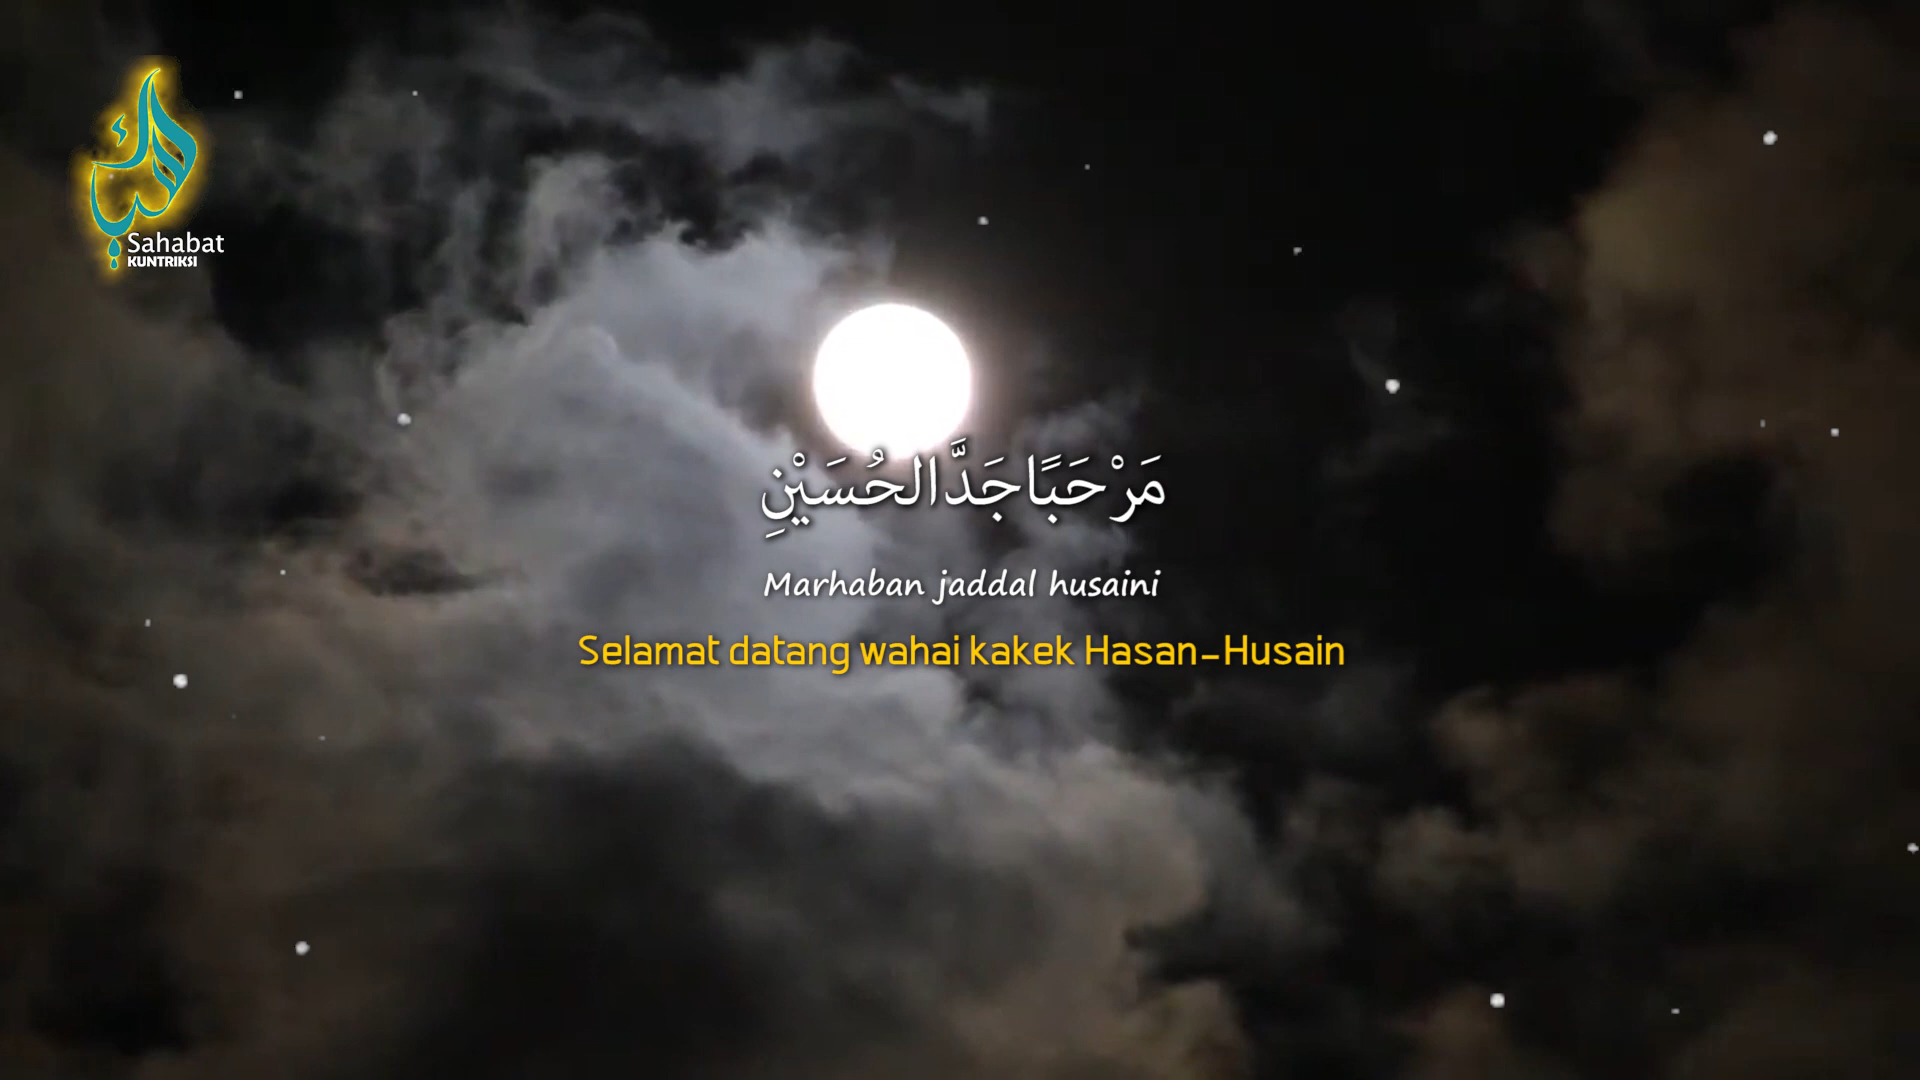 Sahabat
KUNTRIKSI
مَرْحَبًا جَدَّ الحُسَيْنِ
Marhaban jaddal husaini
Selamat datang wahai kakek Hasan-Husain